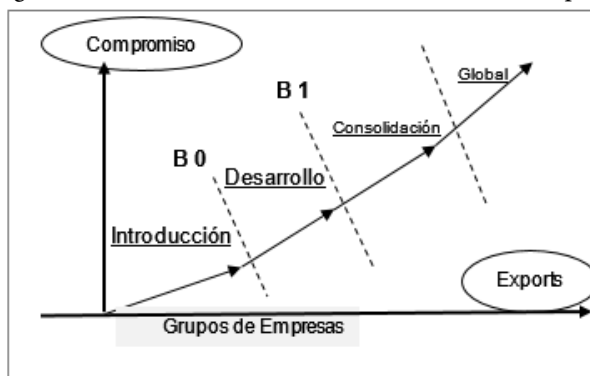 Compromiso
Global
B 1
Consolidación
B 0
Desarrollo
Introducción
Exports
Grupos de Empresas